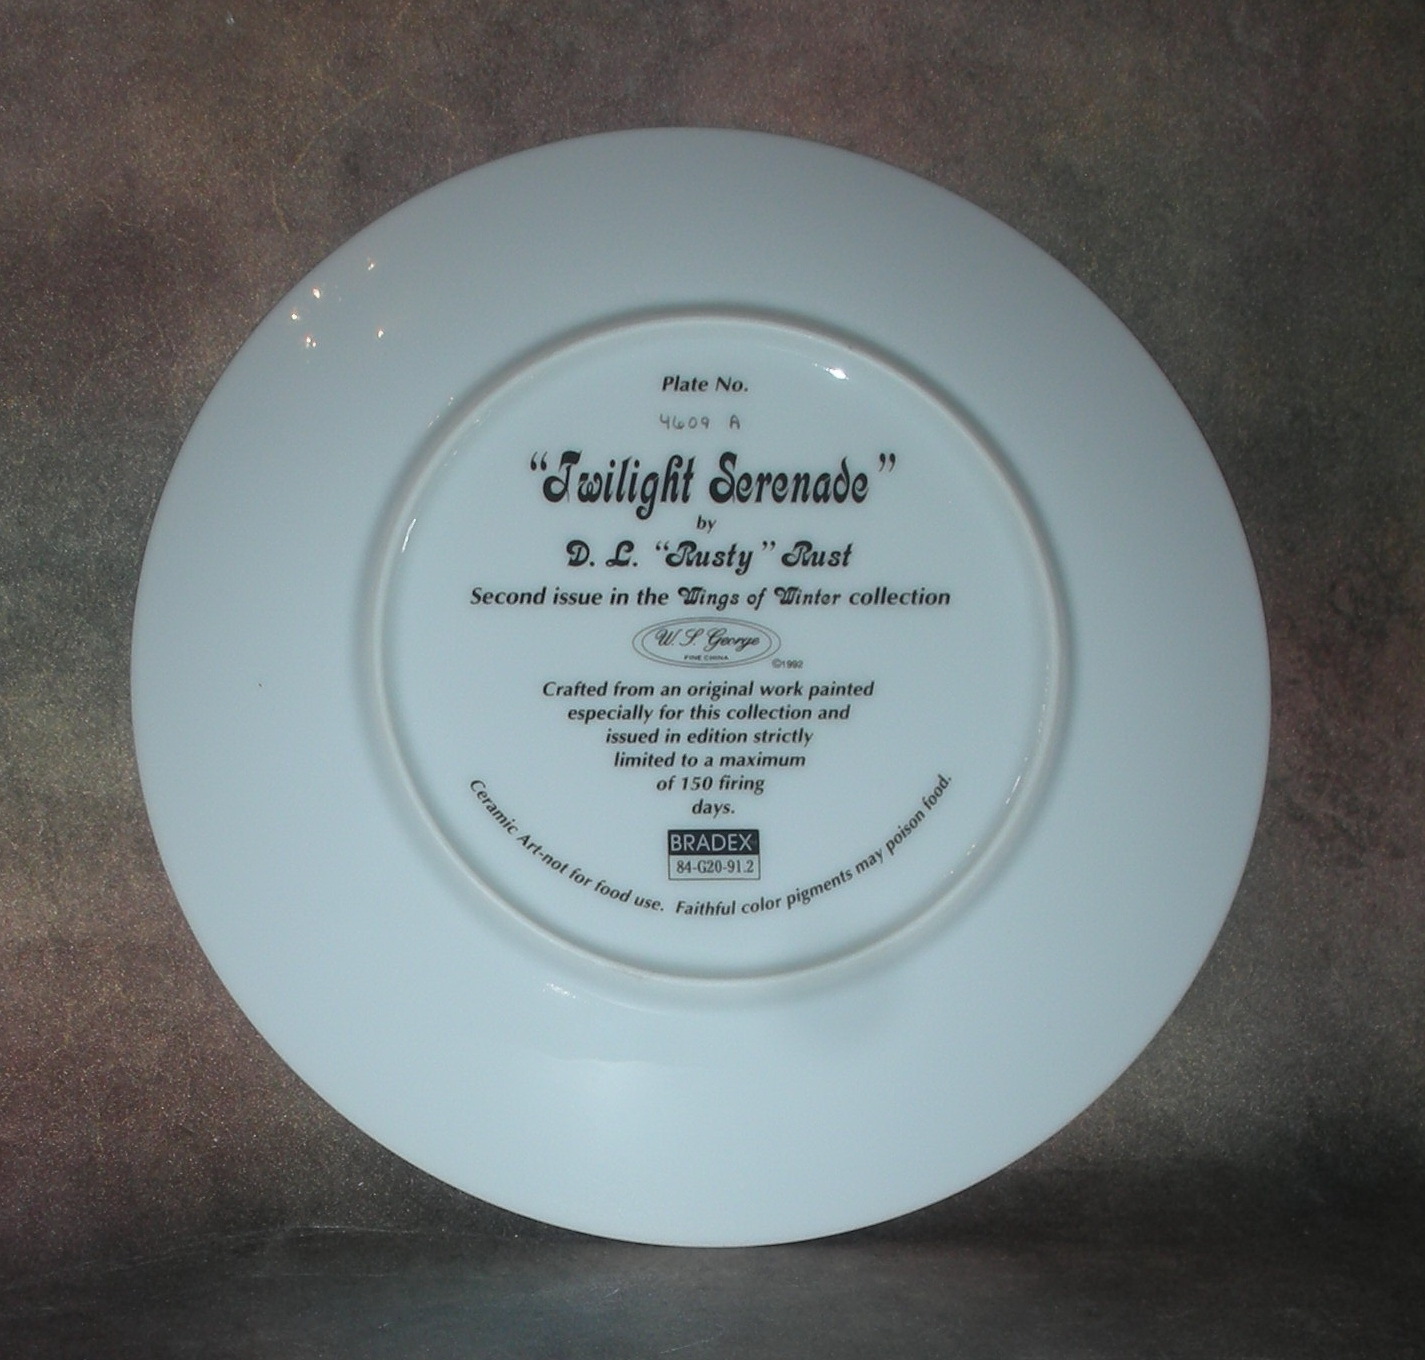 Plate No.
4609 A
“Twilight Serenade”
by
D. L. “Rusty” Rust
Second issue in the Wings of Winter collection
W. S. George
FINE CHINA
©1992
Crafted from an original work painted
especially for this collection and
issued in edition strictly
limited to a maximum
of 150 firing
days.
BRADEX
84-G20-91.2
Ceramic Art-not for food use. Faithful color pigments may poison food.